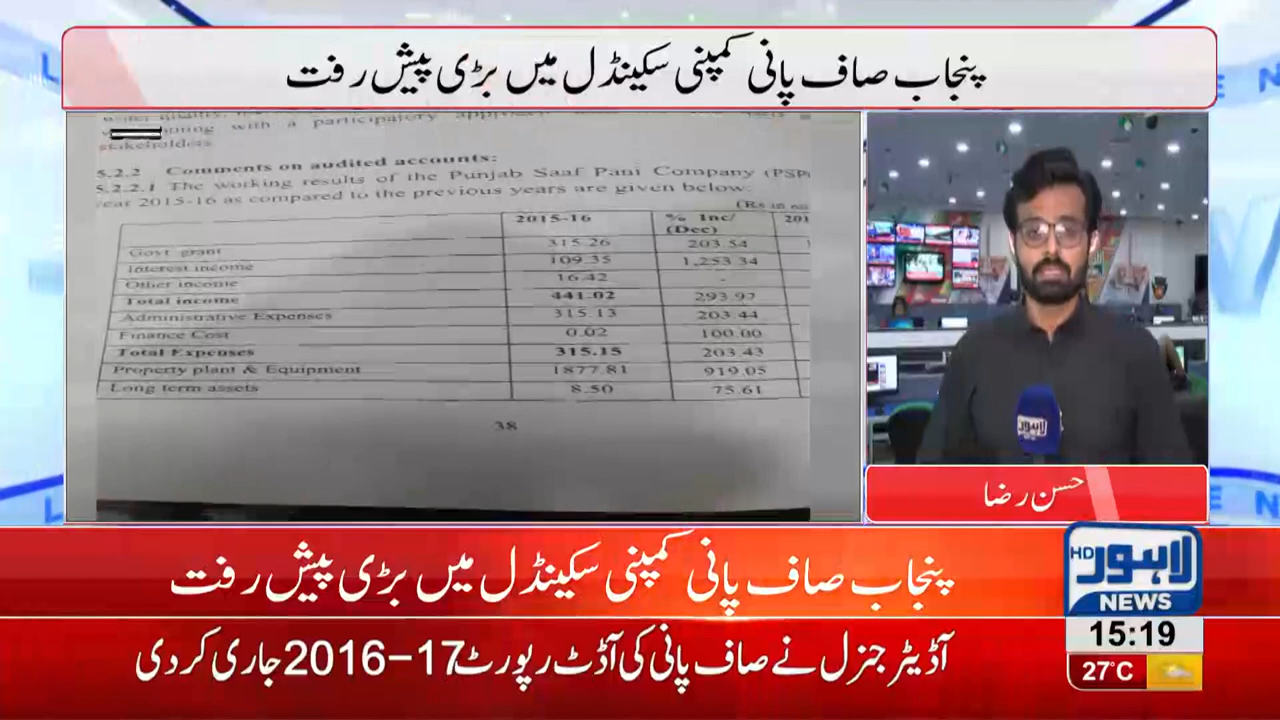 پنجاب صاف پانی کمپنی سکینڈل میں بڑی پیش رفت
with a participatory
stakeholders
5.2.2 Comments on audited accounts:
5.2.2.1 The working results of the Punjab Saaf Pani Company
year 2015-16 as compared to the previous years are given below:
(Rs in
2015-16 % Inc/ (Dec) 201
Govt grant 315.26 203.54
Interest income 109.35 1,253.34
Other income 16.42 -
Total income 441.02 293.97
Administrative Expenses 315.13 203.44
Finance Cost 0.02 100.00
Total Expenses 315.15 203.43
Property plant & Equipment 1877.81 919.05
Long term assets 8.50 75.61
38
لاہور
حسن رضا
پنجاب صاف پانی کمپنی سکینڈل میں بڑی پیش رفت
آڈیٹر جنرل نے صاف پانی کی آڈٹ رپورٹ 17-2016 جاری کر دی
لاہور HD
NEWS
15:19
27°C